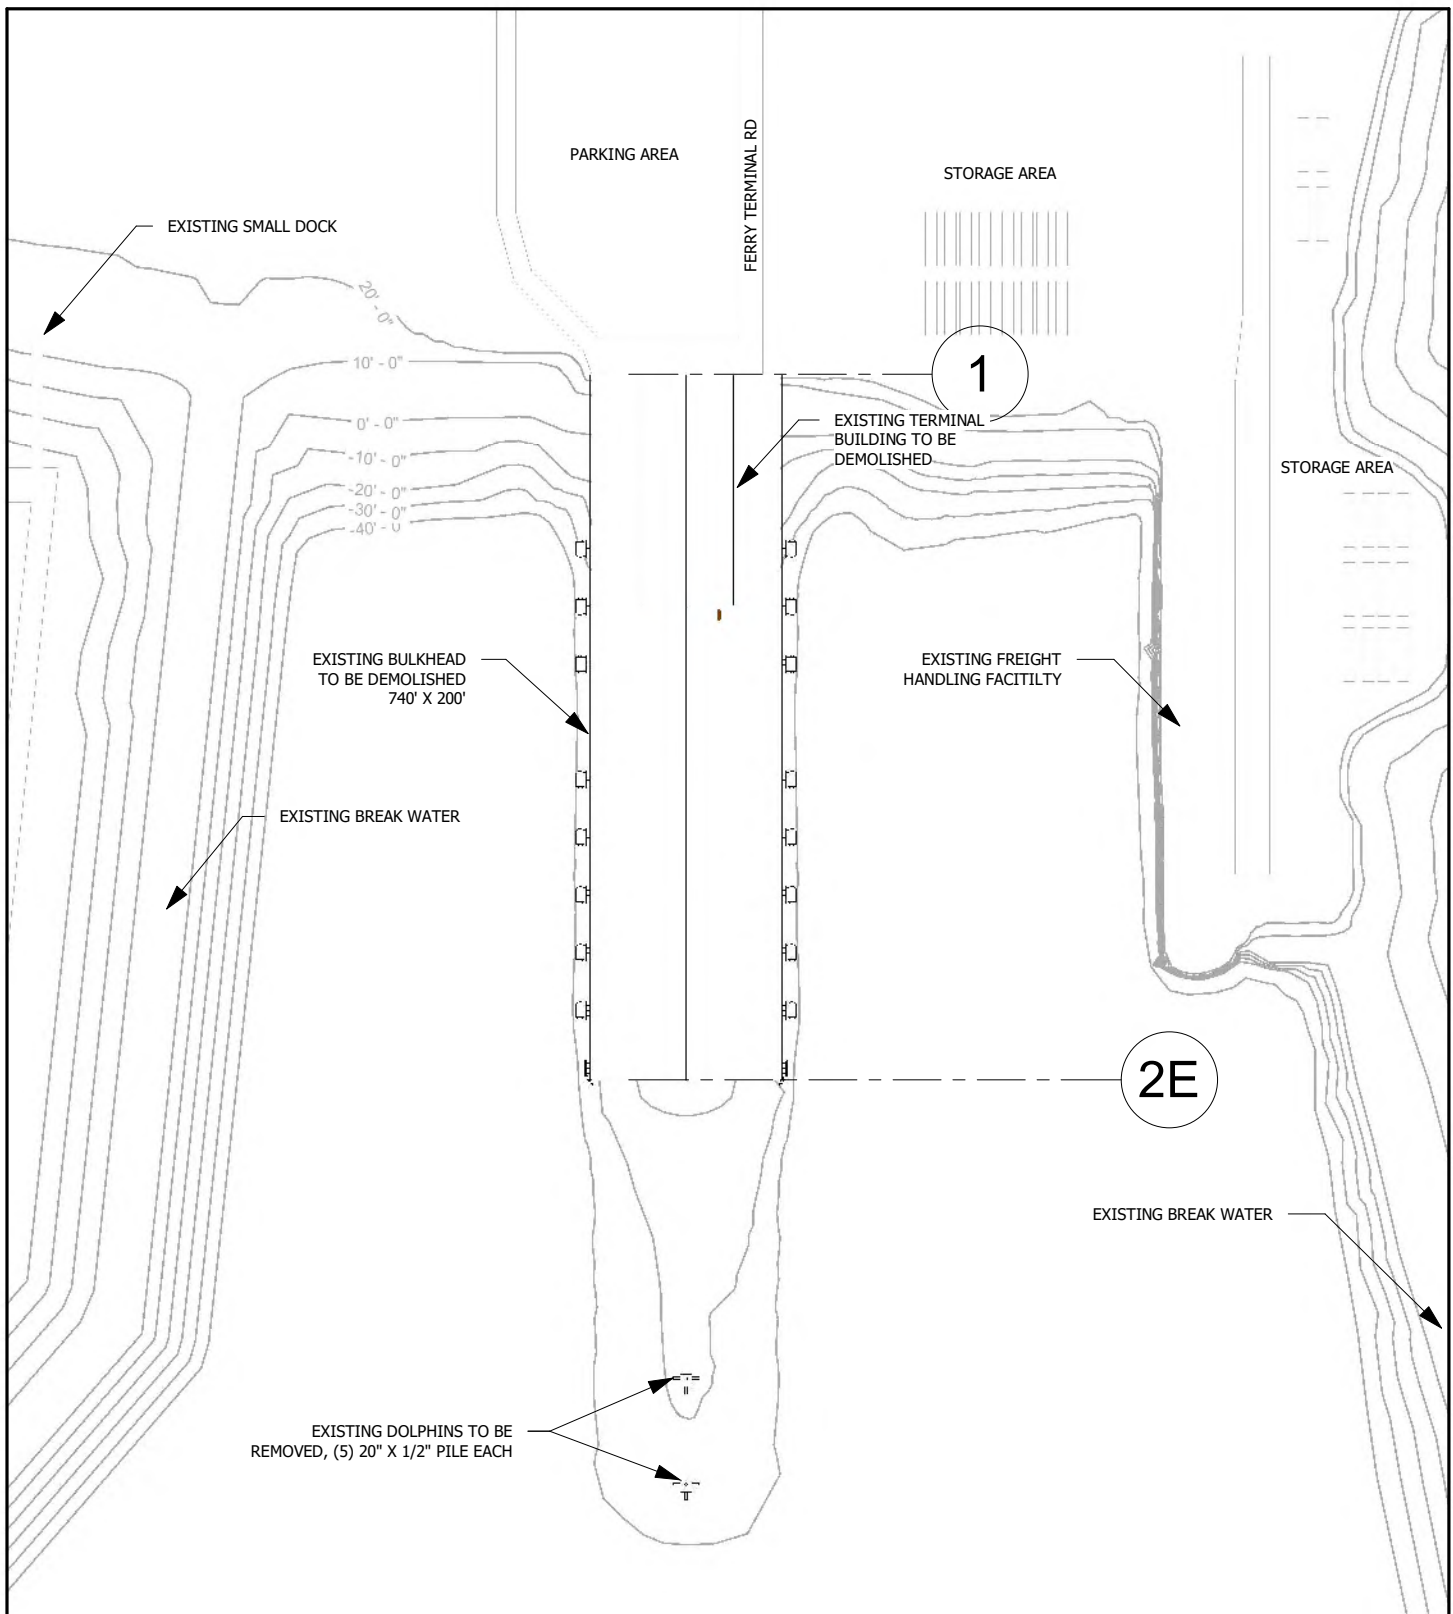 PARKING AREA
FERRY TERMINAL RD
STORAGE AREA
EXISTING SMALL DOCK
20' - 0"
10' - 0"
1
0' - 0"
EXISTING TERMINAL
BUILDING TO BE
DEMOLISHED
-10' - 0"
STORAGE AREA
-20' - 0"
-30' - 0"
-40' - 0
EXISTING BULKHEAD
TO BE DEMOLISHED
740' X 200'
EXISTING FREIGHT
HANDLING FACITILTY
EXISTING BREAK WATER
2E
EXISTING BREAK WATER
EXISTING DOLPHINS TO BE
REMOVED, (5) 20" X 1/2" PILE EACH